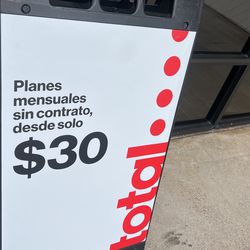 Planes
mensuales
sin contrato,
desde solo
$30
total